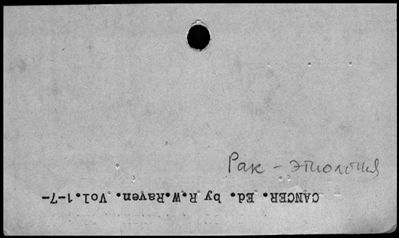 Рак - этиология
CANCER. Ed. by R.W.Raven. Vol.1-7-